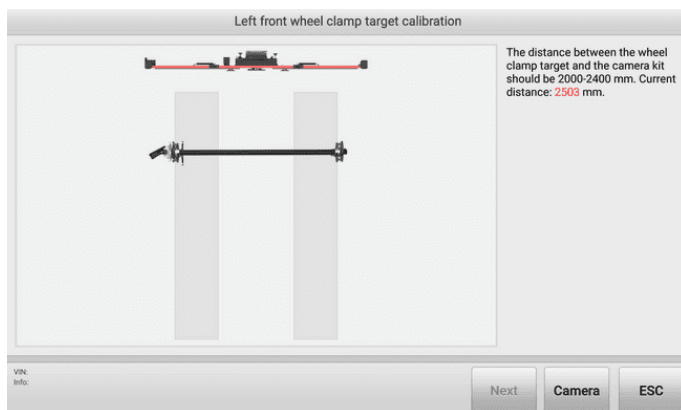 Left front wheel clamp target calibration
The distance between the wheel
clamp target and the camera kit
should be 2000-2400 mm. Current
distance: 2503 mm.
VIN:
Info:
Next
Camera
ESC